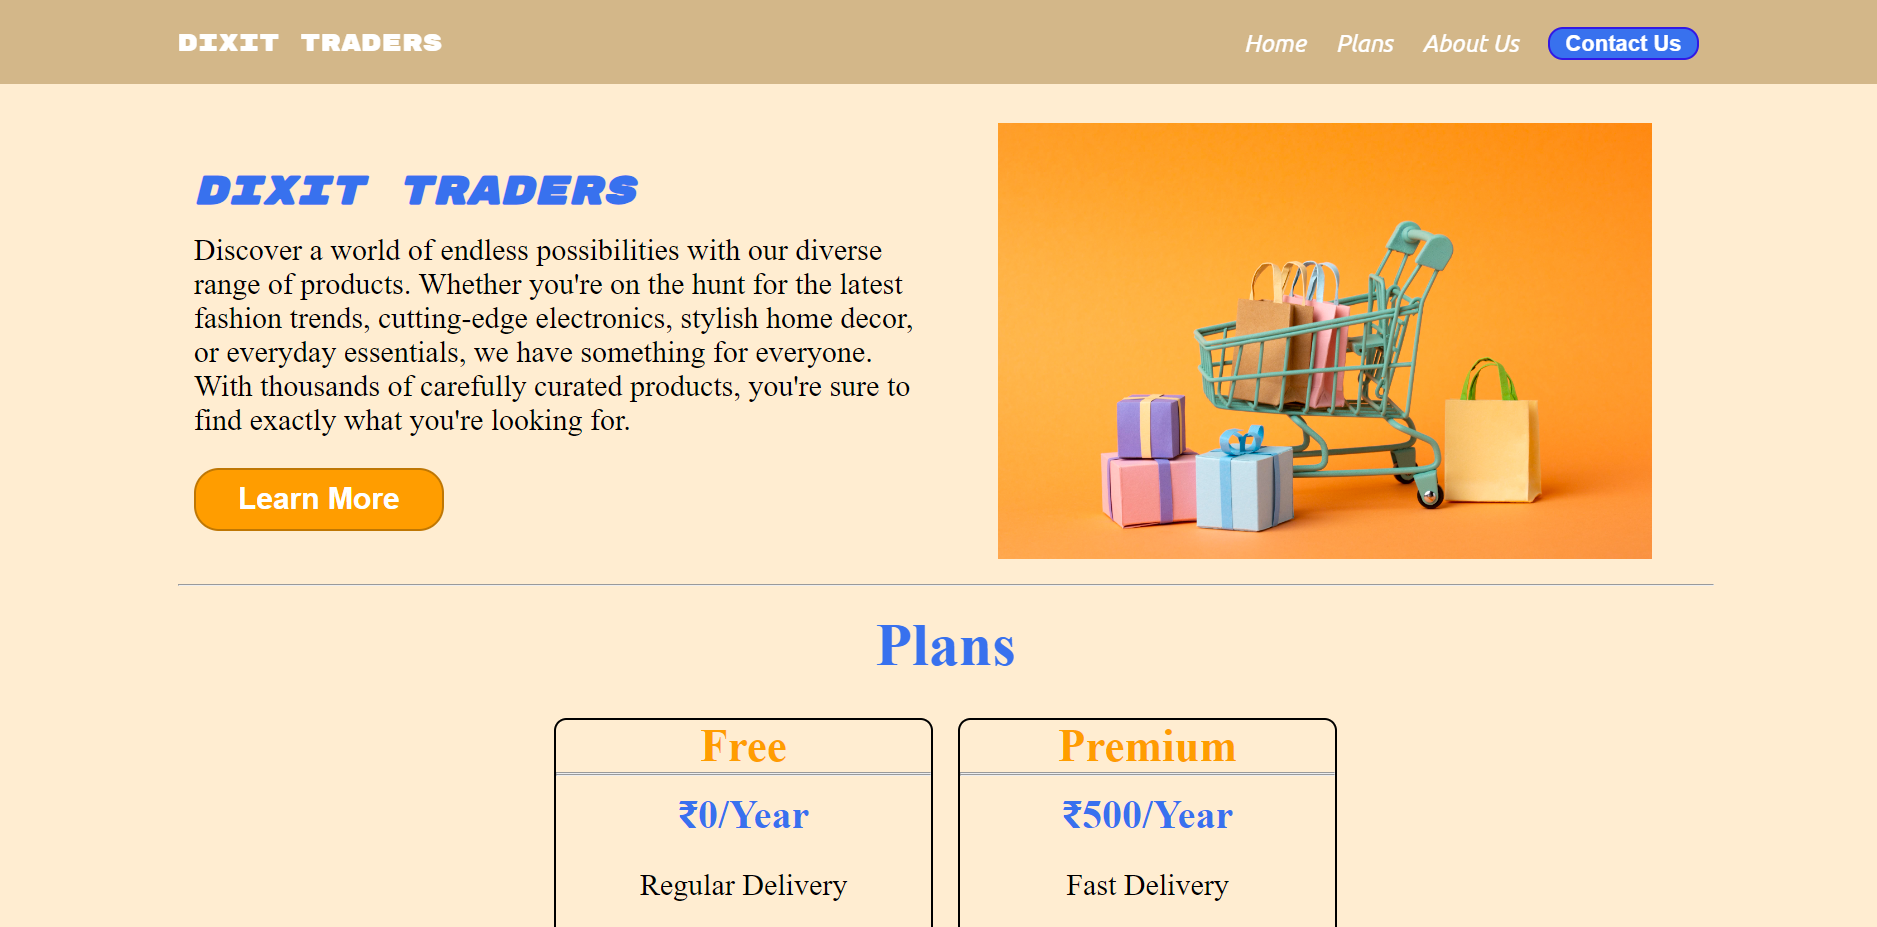 DIXIT TRADERS
Home
Plans
About Us
Contact Us
DIXIT TRADERS
Discover a world of endless possibilities with our diverse
range of products. Whether you're on the hunt for the latest
fashion trends, cutting-edge electronics, stylish home decor,
or everyday essentials, we have something for everyone.
With thousands of carefully curated products, you're sure to
find exactly what you're looking for.
Learn More
Plans
Free
₹0/Year
Regular Delivery
Premium
₹500/Year
Fast Delivery